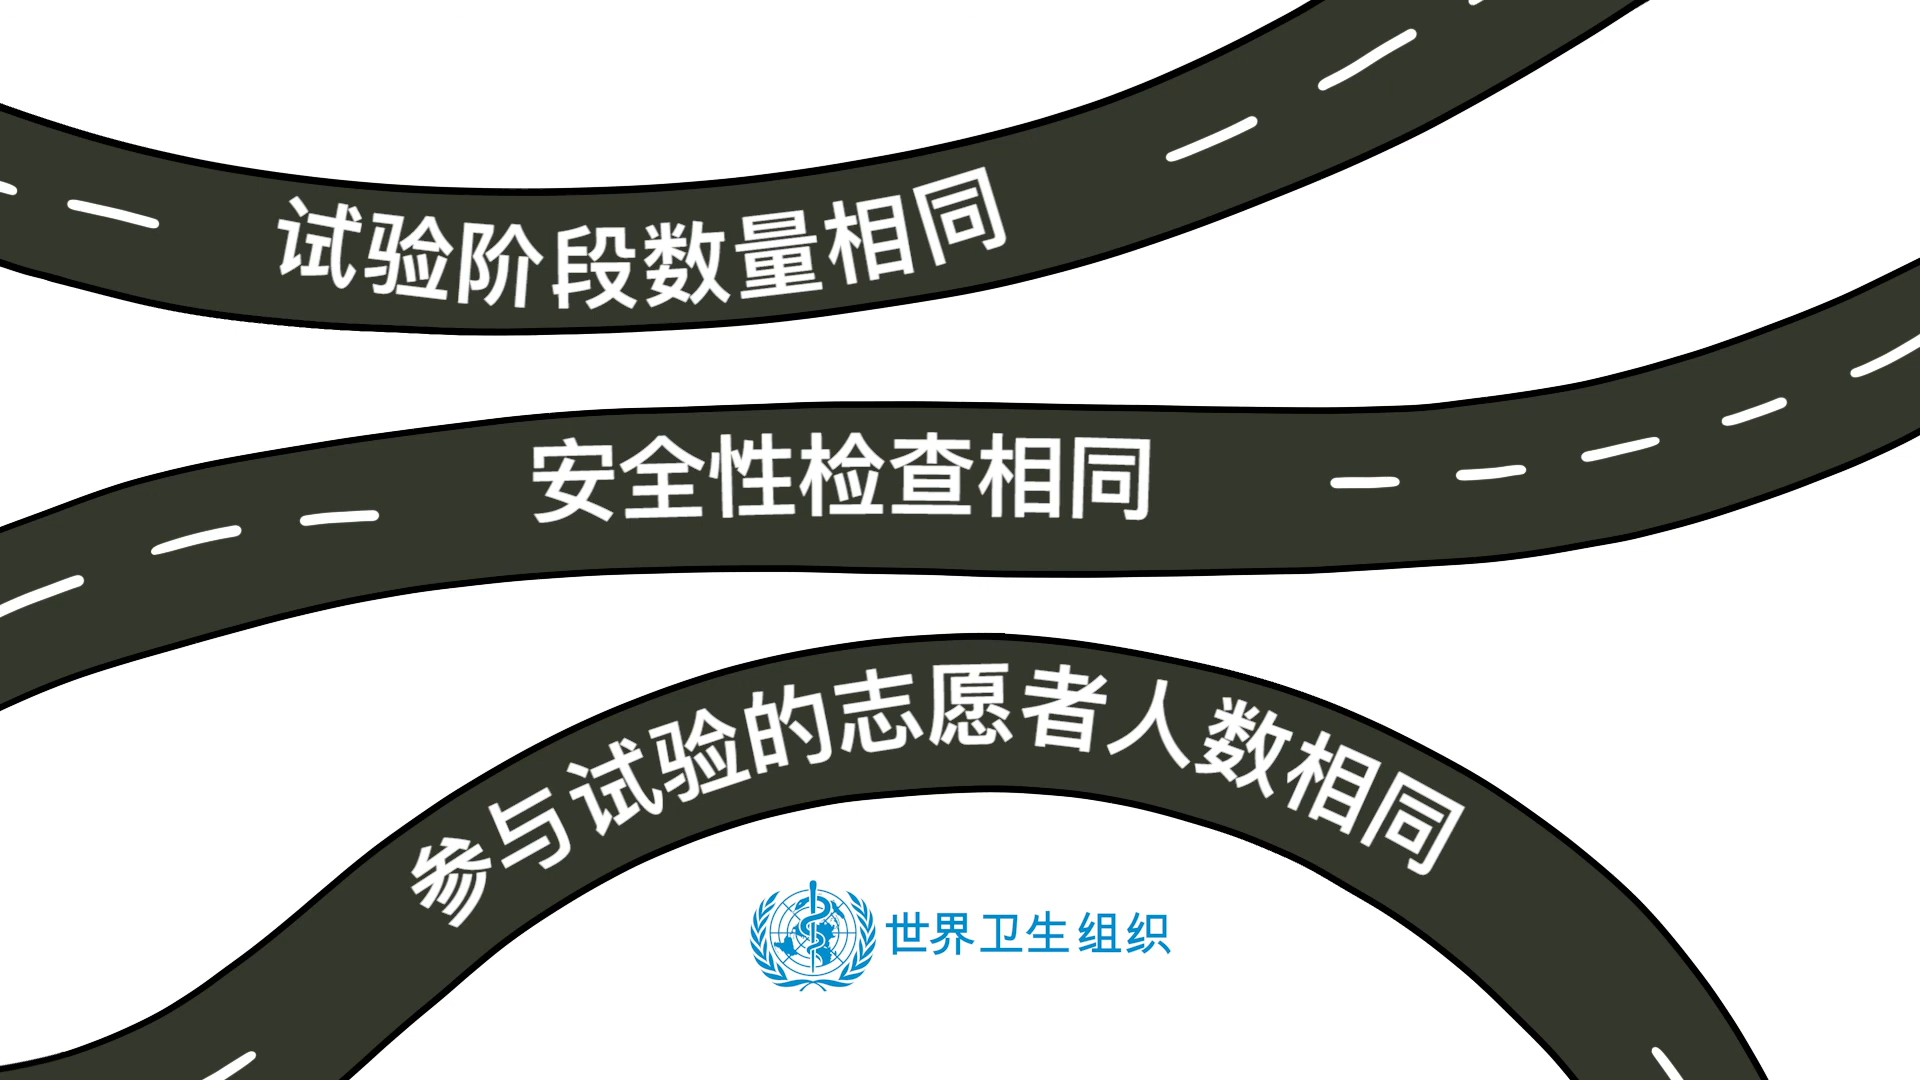 试验阶段数量相同
安全性检查相同
参与试验的志愿者人数相同
世界卫生组织